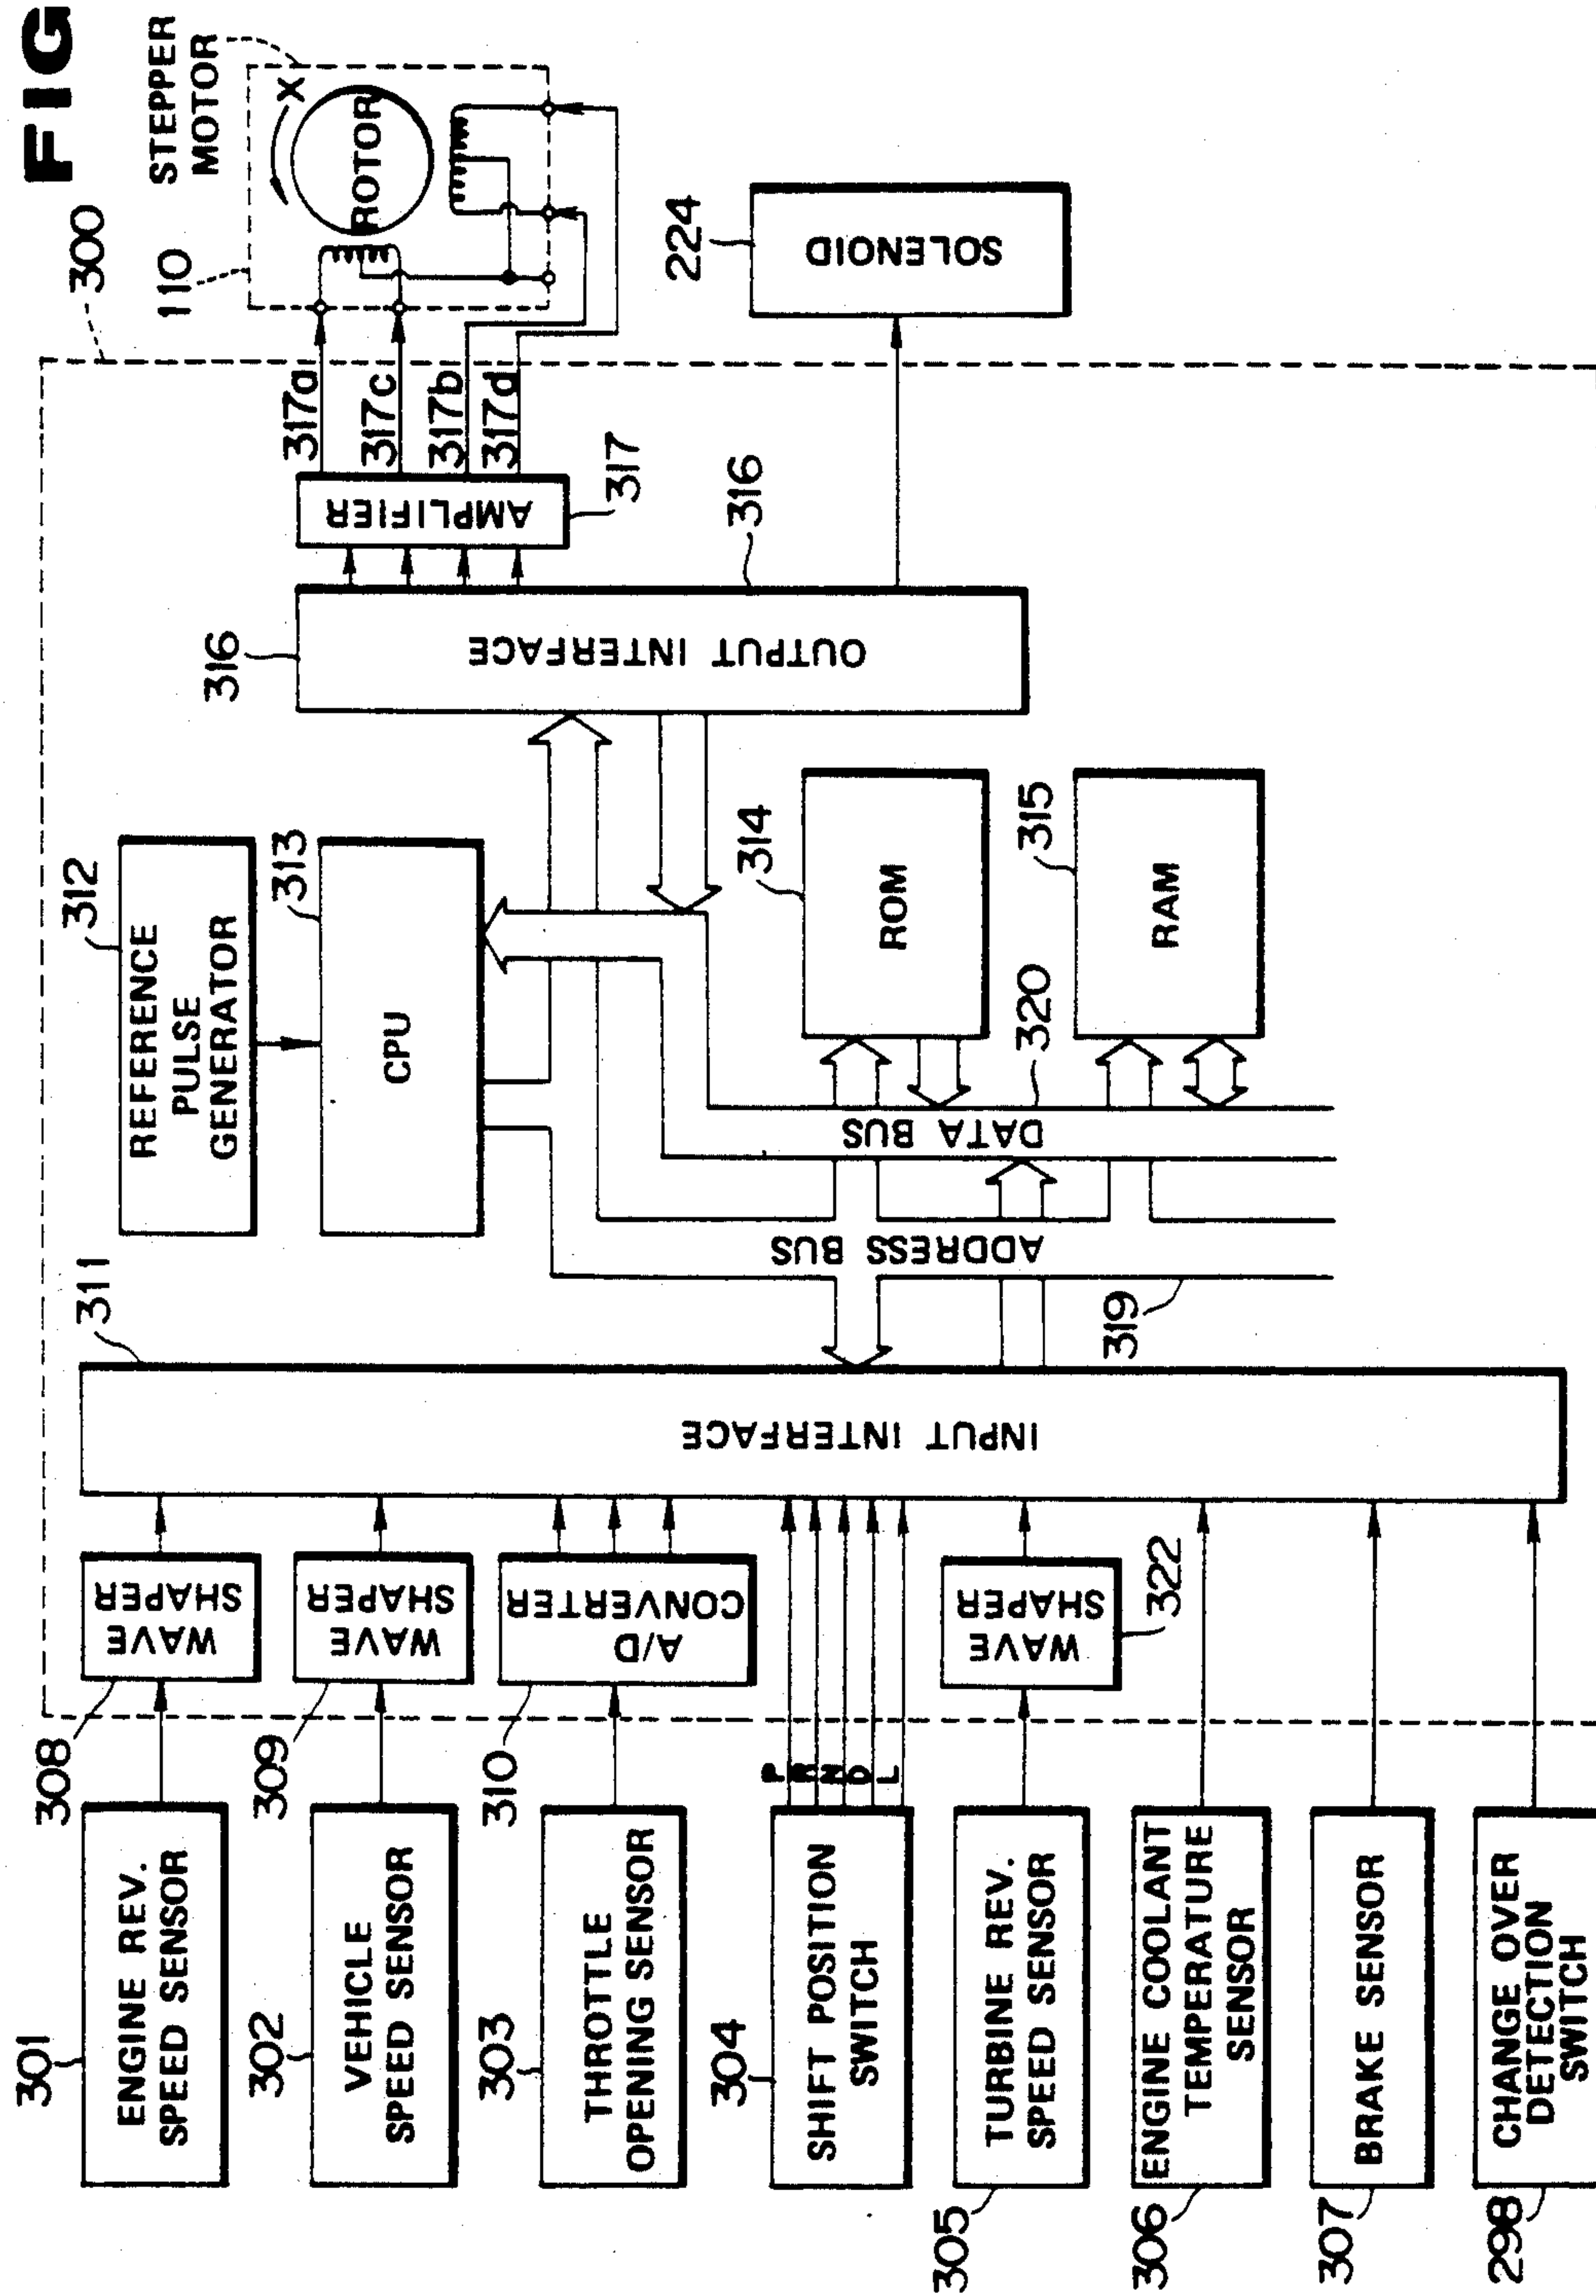 FIG
300
110
STEPPER
MOTOR
X
ROTOR
317a
317c
317b
317d
AMPLIFIER
317
224
SOLENOID
316
OUTPUT INTERFACE
316
312
REFERENCE
PULSE
GENERATOR
313
CPU
314
ROM
315
RAM
320
DATA BUS
ADDRESS BUS
319
311
INPUT INTERFACE
308
WAVE
SHAPER
309
WAVE
SHAPER
310
A/D
CONVERTER
P
R
N
D
L
WAVE
SHAPER
322
301
ENGINE REV.
SPEED SENSOR
302
VEHICLE
SPEED SENSOR
303
THROTTLE
OPENING SENSOR
304
SHIFT POSITION
SWITCH
305
TURBINE REV.
SPEED SENSOR
306
ENGINE COOLANT
TEMPERATURE
SENSOR
307
BRAKE SENSOR
298
CHANGE OVER
DETECTION
SWITCH